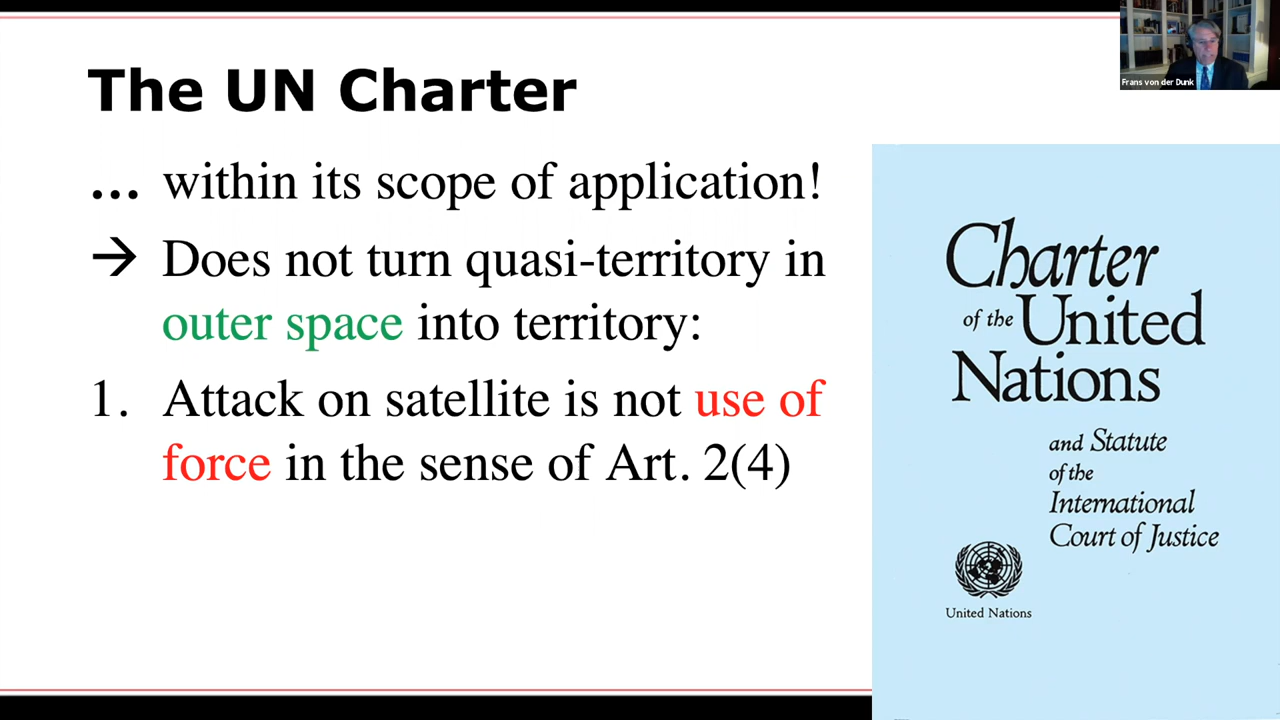 The UN Charter
... within its scope of application!
→ Does not turn quasi-territory in
outer space into territory:
1. Attack on satellite is not use of
force in the sense of Art. 2(4)
Frans von der Dunk
Charter
of the United
Nations
and Statute
of the
International
Court of Justice
United Nations